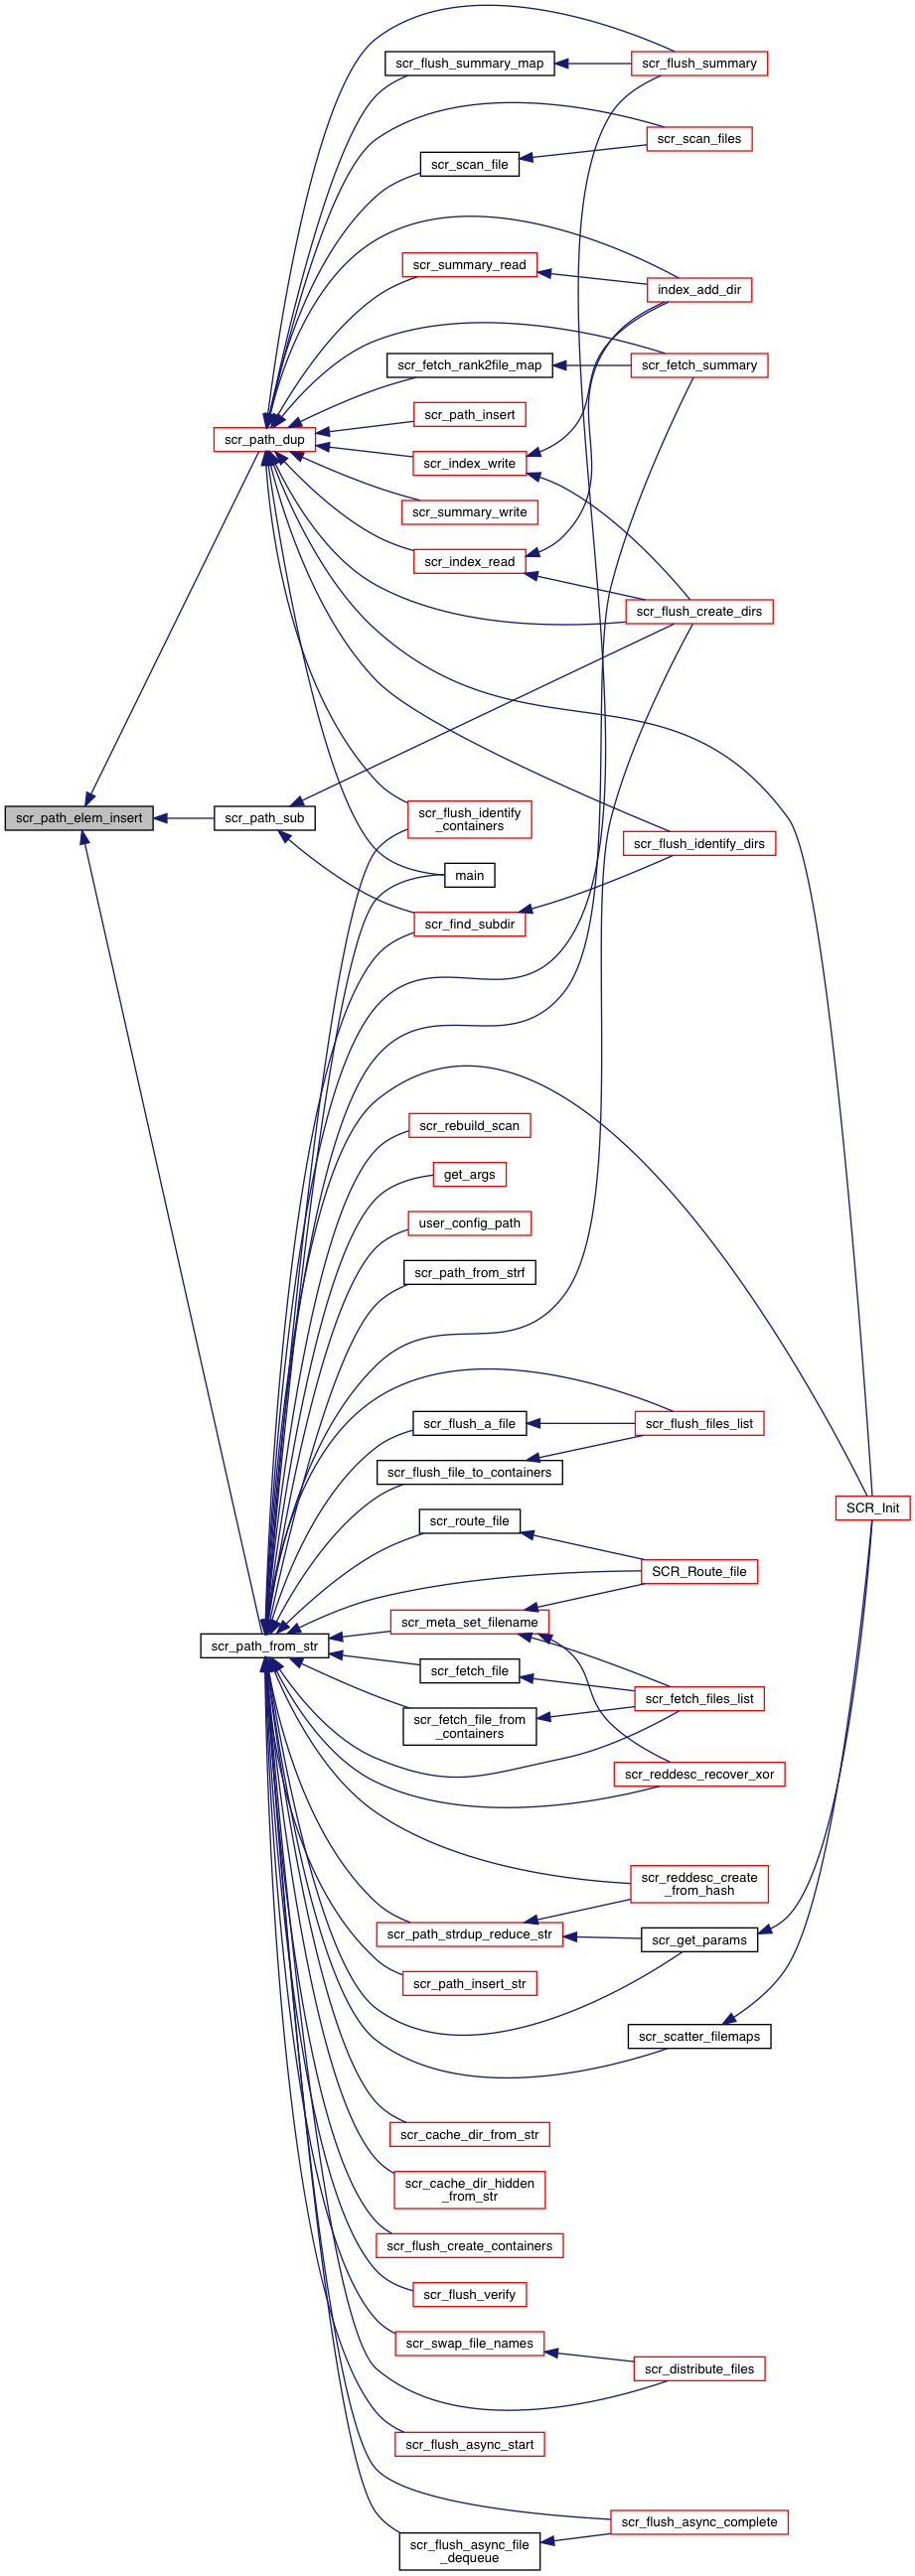 scr_flush_summary_map
scr_flush_summary
scr_scan_files
scr_scan_file
scr_summary_read
index_add_dir
scr_fetch_rank2file_map
scr_fetch_summary
scr_path_insert
scr_path_dup
scr_index_write
scr_summary_write
scr_index_read
scr_flush_create_dirs
scr_path_elem_insert
scr_path_sub
scr_flush_identify
_containers
scr_flush_identify_dirs
main
scr_find_subdir
scr_rebuild_scan
get_args
user_config_path
scr_path_from_strf
scr_flush_a_file
scr_flush_files_list
scr_flush_file_to_containers
SCR_Init
scr_route_file
SCR_Route_file
scr_meta_set_filename
scr_path_from_str
scr_fetch_file
scr_fetch_files_list
scr_fetch_file_from
_containers
scr_reddesc_recover_xor
scr_reddesc_create
_from_hash
scr_path_strdup_reduce_str
scr_get_params
scr_path_insert_str
scr_scatter_filemaps
scr_cache_dir_from_str
scr_cache_dir_hidden
_from_str
scr_flush_create_containers
scr_flush_verify
scr_swap_file_names
scr_distribute_files
scr_flush_async_start
scr_flush_async_complete
scr_flush_async_file
_dequeue